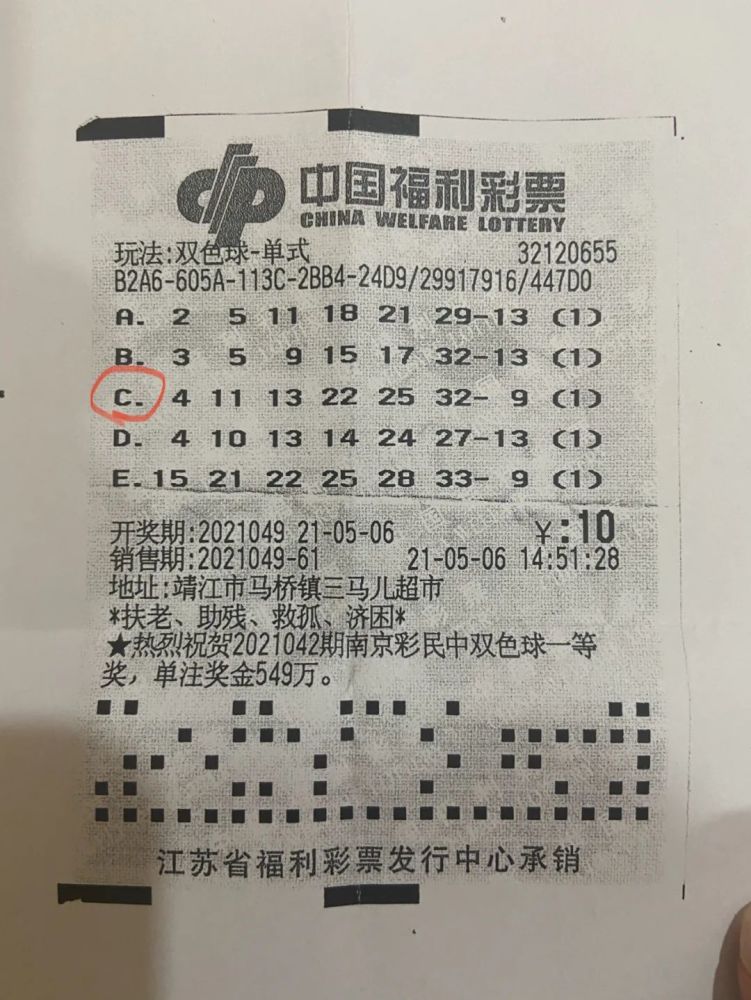 中国福利彩票
CHINA WELFARE LOTTERY
玩法:双色球-单式 32120655
B2A6-605A-113C-2BB4-24D9/29917916/447D0
A. 2 5 11 18 21 29-13 (1)
B. 3 5 9 15 17 32-13 (1)
C. 4 11 13 22 25 32- 9 (1)
D. 4 10 13 14 24 27-13 (1)
E. 15 21 22 25 28 33- 9 (1)
开奖期:2021049 21-05-06 ¥:10
销售期:2021049-61 21-05-06 14:51:28
地址:靖江市马桥镇三马儿超市
*扶老、助残、救孤、济困*
★热烈祝贺2021042期南京彩民中双色球一等
奖，单注奖金549万。
江苏省福利彩票发行中心承销